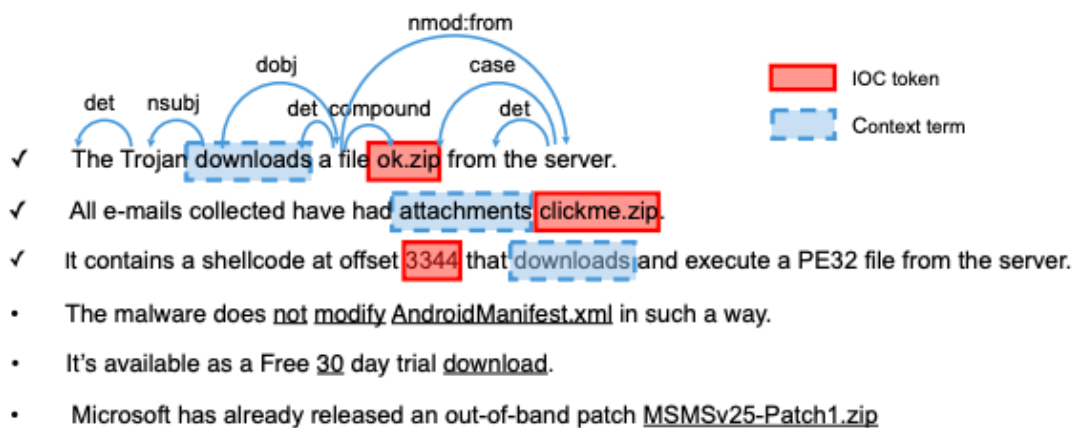 nmod:from
dobj case
det nsubj det compound det
IOC token
Context term
✓ The Trojan downloads a file ok.zip from the server.
✓ All e-mails collected have had attachments clickme.zip.
✓ It contains a shellcode at offset 3344 that downloads and execute a PE32 file from the server.
• The malware does not modify AndroidManifest.xml in such a way.
• It's available as a Free 30 day trial download.
• Microsoft has already released an out-of-band patch MSMSv25-Patch1.zip